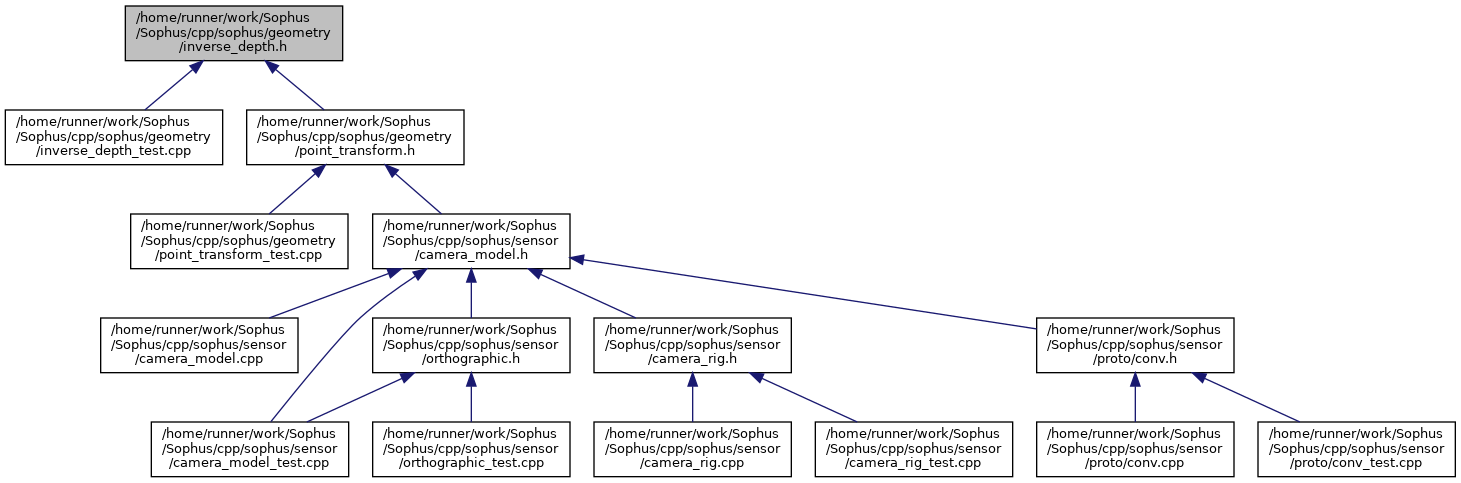 /home/runner/work/Sophus
/Sophus/cpp/sophus/geometry
/inverse_depth.h
/home/runner/work/Sophus
/Sophus/cpp/sophus/geometry
/inverse_depth_test.cpp
/home/runner/work/Sophus
/Sophus/cpp/sophus/geometry
/point_transform.h
/home/runner/work/Sophus
/Sophus/cpp/sophus/geometry
/point_transform_test.cpp
/home/runner/work/Sophus
/Sophus/cpp/sophus/sensor
/camera_model.h
/home/runner/work/Sophus
/Sophus/cpp/sophus/sensor
/camera_model.cpp
/home/runner/work/Sophus
/Sophus/cpp/sophus/sensor
/orthographic.h
/home/runner/work/Sophus
/Sophus/cpp/sophus/sensor
/camera_rig.h
/home/runner/work/Sophus
/Sophus/cpp/sophus/sensor
/proto/conv.h
/home/runner/work/Sophus
/Sophus/cpp/sophus/sensor
/camera_model_test.cpp
/home/runner/work/Sophus
/Sophus/cpp/sophus/sensor
/orthographic_test.cpp
/home/runner/work/Sophus
/Sophus/cpp/sophus/sensor
/camera_rig.cpp
/home/runner/work/Sophus
/Sophus/cpp/sophus/sensor
/camera_rig_test.cpp
/home/runner/work/Sophus
/Sophus/cpp/sophus/sensor
/proto/conv.cpp
/home/runner/work/Sophus
/Sophus/cpp/sophus/sensor
/proto/conv_test.cpp